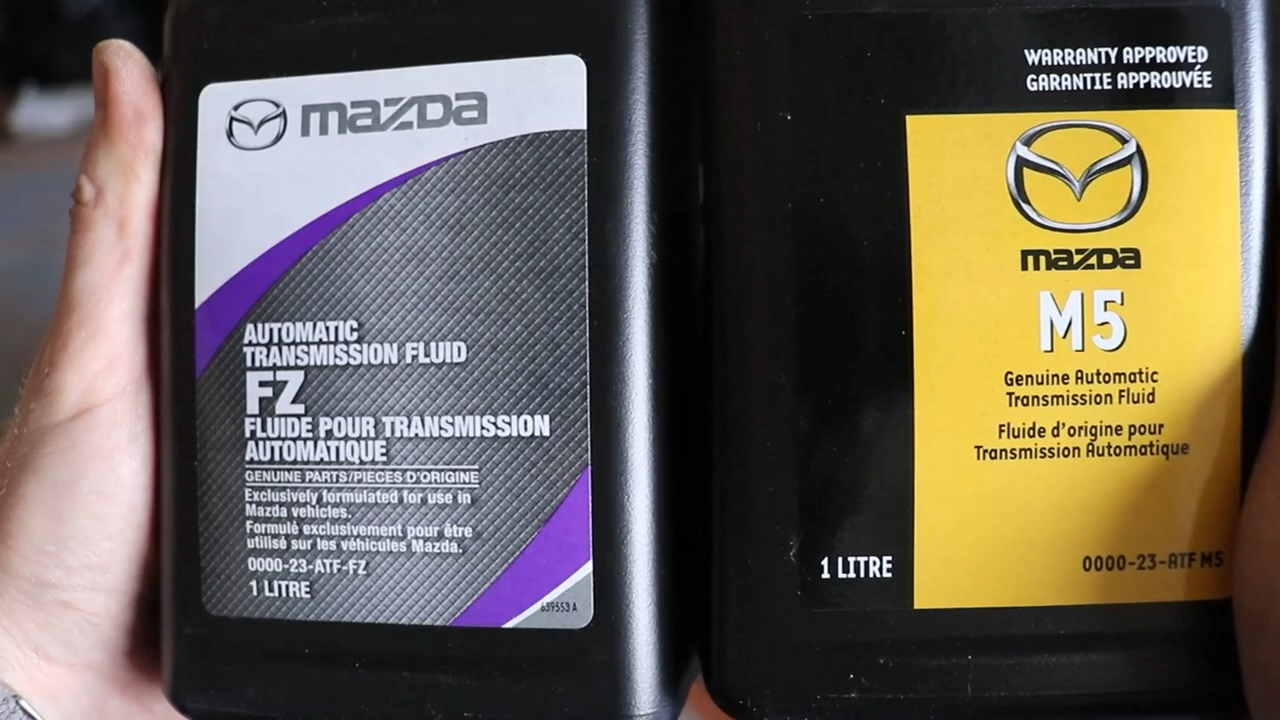 mazda
AUTOMATIC
TRANSMISSION FLUID
FZ
FLUIDE POUR TRANSMISSION
AUTOMATIQUE
GENUINE PARTS/PIECES D'ORIGINE
Exclusively formulated for use in
Mazda vehicles.
Formulé exclusivement pour être
utilisé sur les véhicules Mazda.
0000-23-ATF-FZ
1 LITRE
639553 A
WARRANTY APPROVED
GARANTIE APPROUVÉE
mazda
M5
Genuine Automatic
Transmission Fluid
Fluide d'origine pour
Transmission Automatique
1 LITRE
0000-23-ATF M5